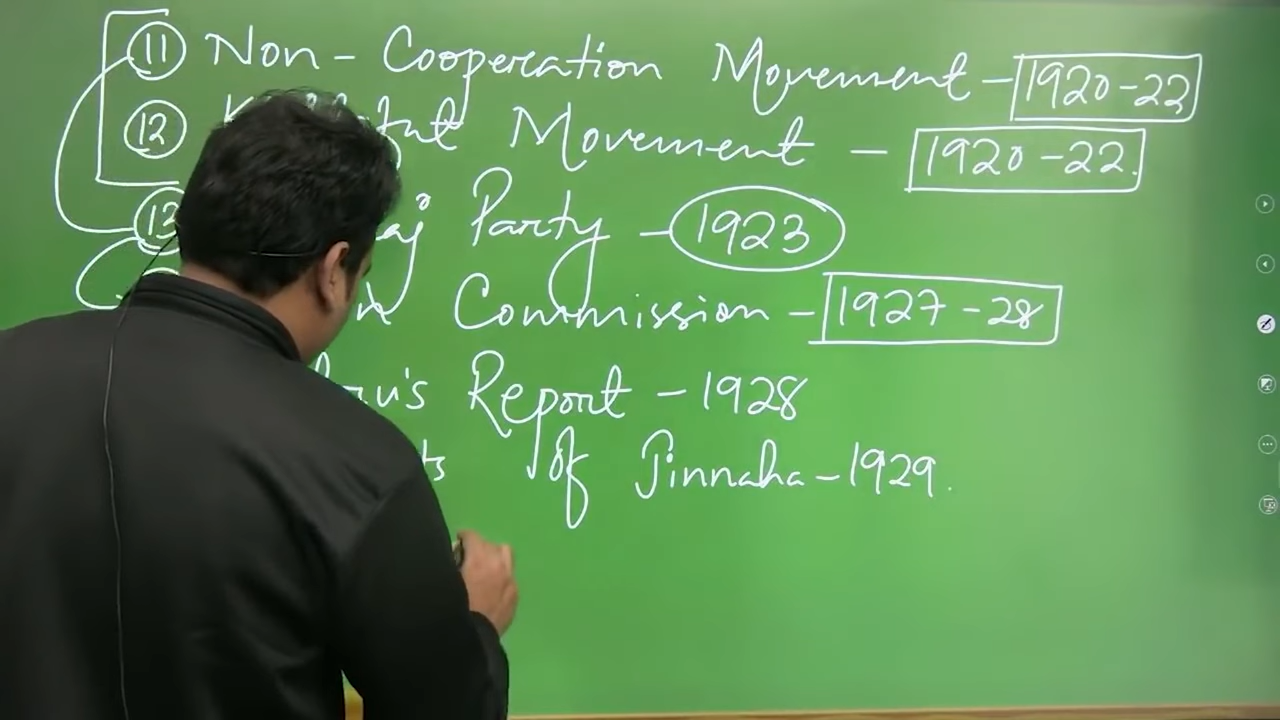 11 Non-Cooperation Movement - 1920-22
12 Movement - 1920-22.
13 Party - 1923
Commission - 1927-28
Report - 1928
of Jinnaha - 1929.